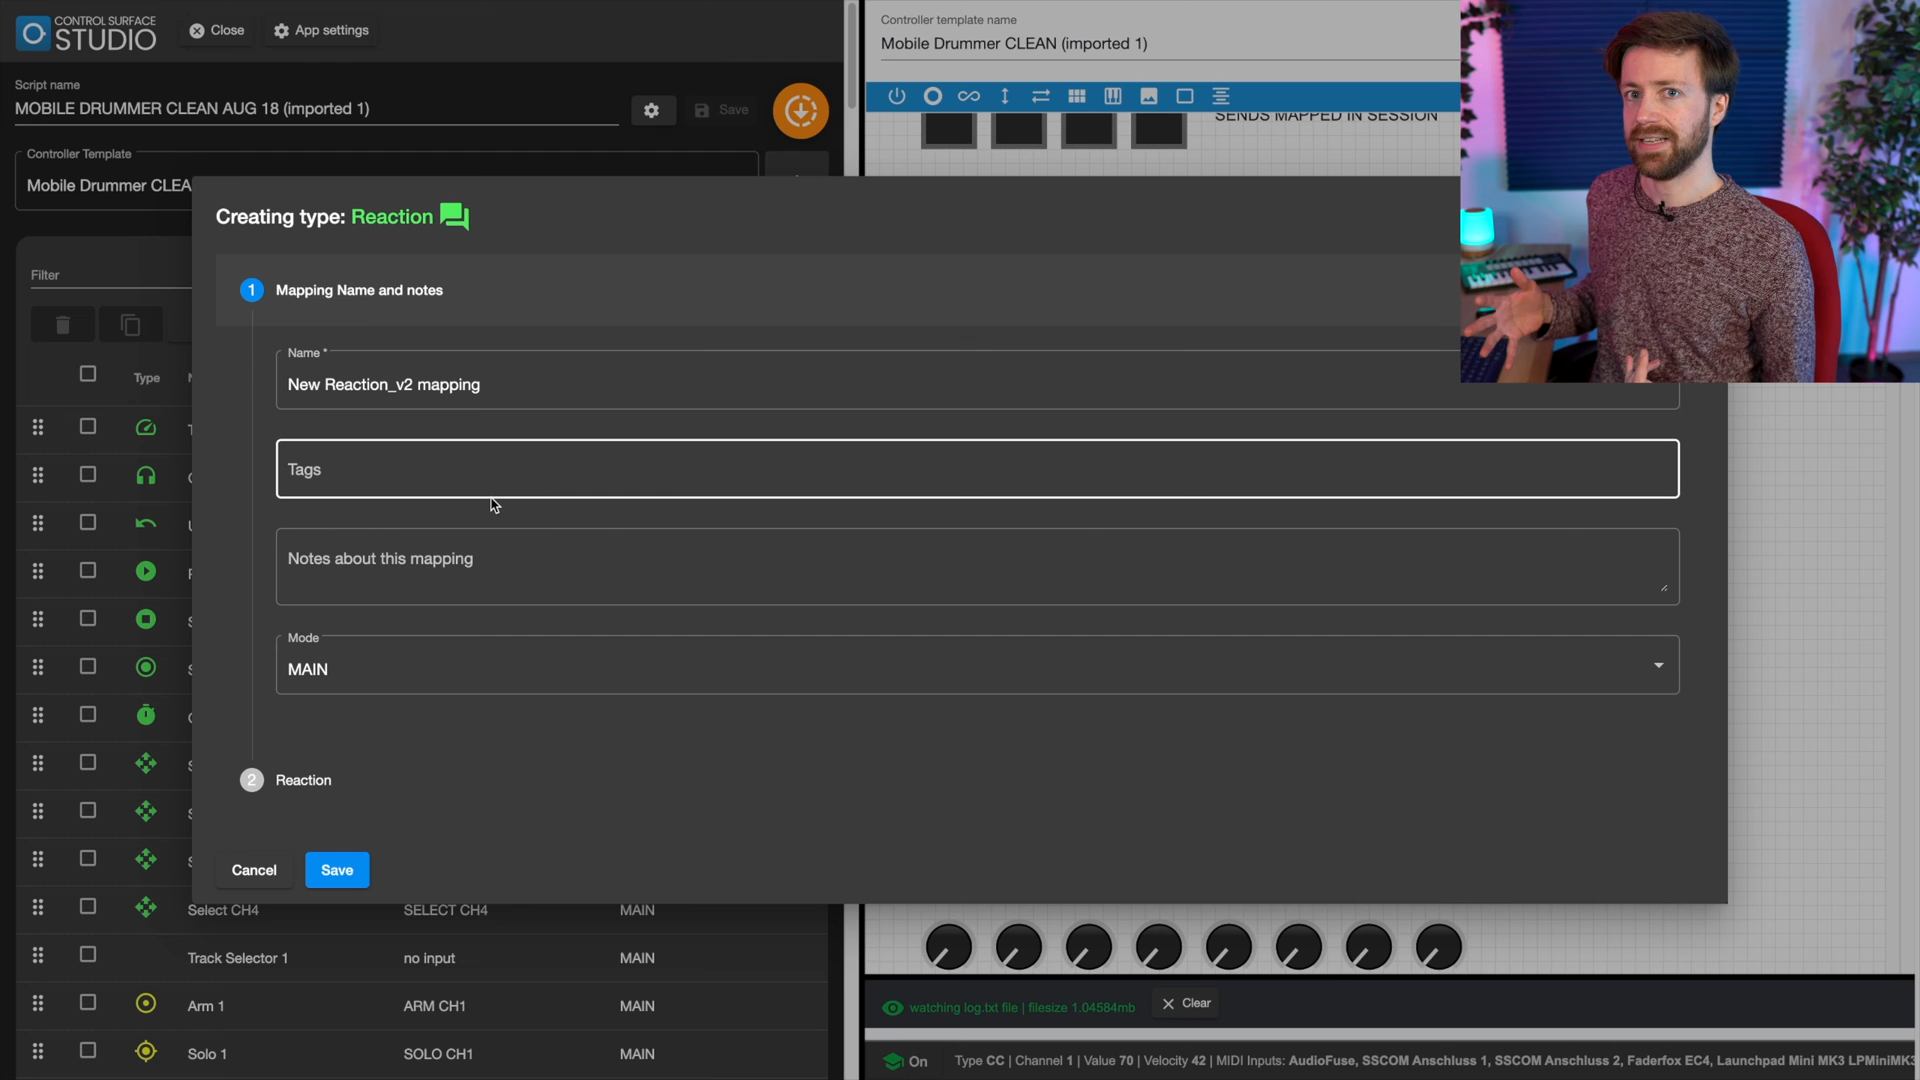 CONTROL SURFACE
STUDIO
Close
App settings
Script name
MOBILE DRUMMER CLEAN AUG 18 (imported 1)
Save
Controller Template
Mobile Drummer CLEA
Filter
Type
Controller template name
Mobile Drummer CLEAN (imported 1)
SENDS MAPPED IN SESSION
Creating type: Reaction
1 Mapping Name and notes
Name *
New Reaction_v2 mapping
Tags
Notes about this mapping
Mode
MAIN
2 Reaction
Cancel
Save
Select CH4 SELECT CH4 MAIN
Track Selector 1 no input MAIN
Arm 1 ARM CH1 MAIN
Solo 1 SOLO CH1 MAIN
watching log.txt file | filesize 1.04584mb
Clear
On
Type CC | Channel 1 | Value 70 | Velocity 42 | MIDI Inputs: AudioFuse, SSCOM Anschluss 1, SSCOM Anschluss 2, Faderfox EC4, Launchpad Mini MK3 LPMiniMK3